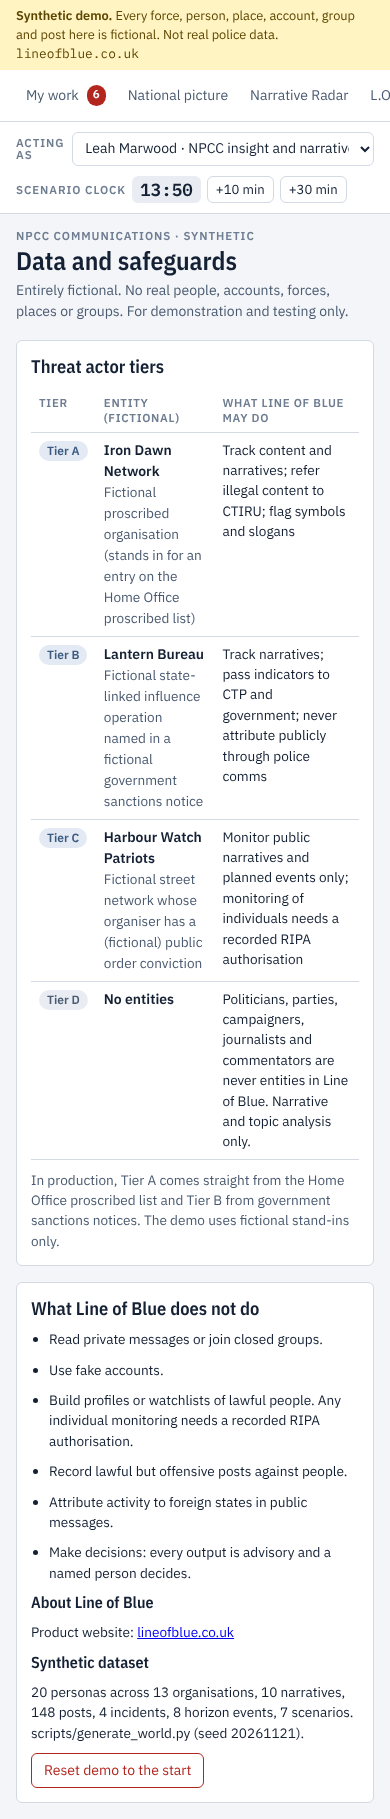 Synthetic demo. Every force, person, place, account, group
and post here is fictional. Not real police data.
lineofblue.co.uk
My work 6 National picture Narrative Radar L.O
ACTING AS Leah Marwood · NPCC insight and narrativ
SCENARIO CLOCK 13:50 +10 min +30 min
NPCC COMMUNICATIONS · SYNTHETIC
Data and safeguards
Entirely fictional. No real people, accounts, forces,
places or groups. For demonstration and testing only.
Threat actor tiers
TIER
ENTITY
(FICTIONAL)
WHAT LINE OF BLUE
MAY DO
Tier A
Iron Dawn
Network
Fictional
proscribed
organisation
(stands in for an
entry on the
Home Office
proscribed list)
Track content and
narratives; refer
illegal content to
CTIRU; flag symbols
and slogans
Tier B
Lantern Bureau
Fictional state-
linked influence
operation
named in a
fictional
government
sanctions notice
Track narratives;
pass indicators to
CTP and
government; never
attribute publicly
through police
comms
Tier C
Harbour Watch
Patriots
Fictional street
network whose
organiser has a
(fictional) public
order conviction
Monitor public
narratives and
planned events only;
monitoring of
individuals needs a
recorded RIPA
authorisation
Tier D
No entities
Politicians, parties,
campaigners,
journalists and
commentators are
never entities in Line
of Blue. Narrative
and topic analysis
only.
In production, Tier A comes straight from the Home
Office proscribed list and Tier B from government
sanctions notices. The demo uses fictional stand-ins
only.
What Line of Blue does not do
• Read private messages or join closed groups.
• Use fake accounts.
• Build profiles or watchlists of lawful people. Any
individual monitoring needs a recorded RIPA
authorisation.
• Record lawful but offensive posts against people.
• Attribute activity to foreign states in public
messages.
• Make decisions: every output is advisory and a
named person decides.
About Line of Blue
Product website: lineofblue.co.uk
Synthetic dataset
20 personas across 13 organisations, 10 narratives,
148 posts, 4 incidents, 8 horizon events, 7 scenarios.
scripts/generate_world.py (seed 20261121).
Reset demo to the start